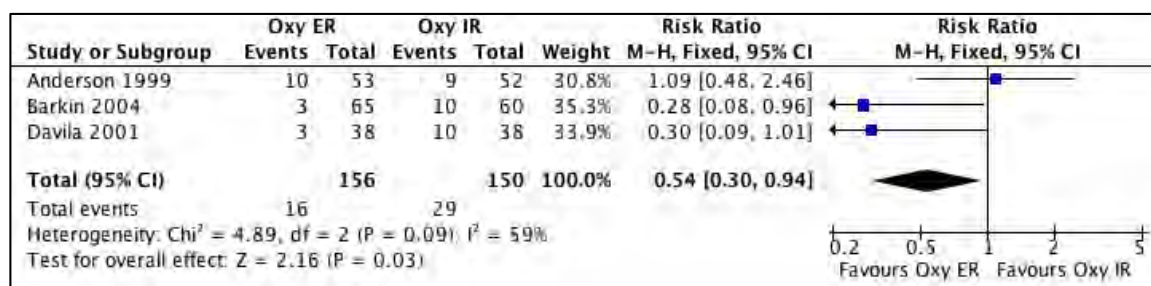 Oxy ER Oxy IR Risk Ratio Risk Ratio
Study or Subgroup Events Total Events Total Weight M-H, Fixed, 95% CI M-H, Fixed, 95% CI
Anderson 1999 10 53 9 52 30.8% 1.09 [0.48, 2.46]
Barkin 2004 3 65 10 60 35.3% 0.28 [0.08, 0.96]
Davila 2001 3 38 10 38 33.9% 0.30 [0.09, 1.01]
Total (95% CI) 156 150 100.0% 0.54 [0.30, 0.94]
Total events 16 29
Heterogeneity: Chi² = 4.89, df = 2 (P = 0.09); I² = 59%
Test for overall effect: Z = 2.16 (P = 0.03)
0.2 0.5 1 2 5
Favours Oxy ER Favours Oxy IR